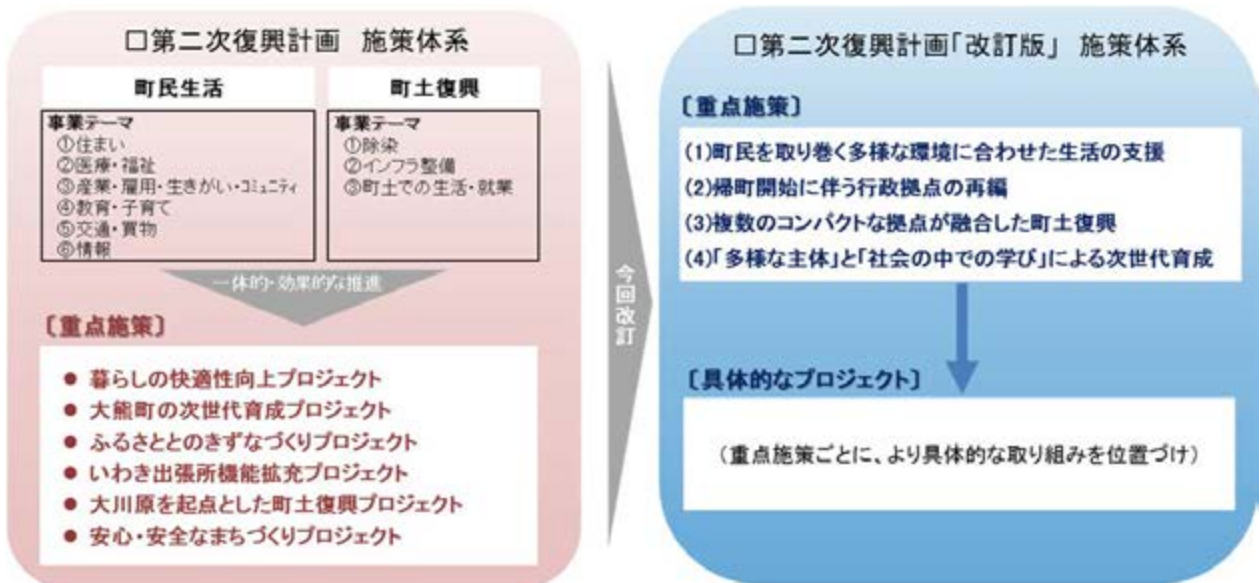 □第二次復興計画 施策体系
町民生活
事業テーマ
①住まい
②医療・福祉
③産業・雇用・生きがい・コミュニティ
④教育・子育て
⑤交通・買物
⑥情報
町土復興
事業テーマ
①除染
②インフラ整備
③町土での生活・就業
一体的・効果的な推進
〔重点施策〕
● 暮らしの快適性向上プロジェクト
● 大熊町の次世代育成プロジェクト
● ふるさととのきずなづくりプロジェクト
● いわき出張所機能拡充プロジェクト
● 大川原を起点とした町土復興プロジェクト
● 安心・安全なまちづくりプロジェクト
今回改訂
□第二次復興計画「改訂版」 施策体系
〔重点施策〕
(1)町民を取り巻く多様な環境に合わせた生活の支援
(2)帰町開始に伴う行政拠点の再編
(3)複数のコンパクトな拠点が融合した町土復興
(4)「多様な主体」と「社会の中での学び」による次世代育成
〔具体的なプロジェクト〕
(重点施策ごとに、より具体的な取り組みを位置づけ)